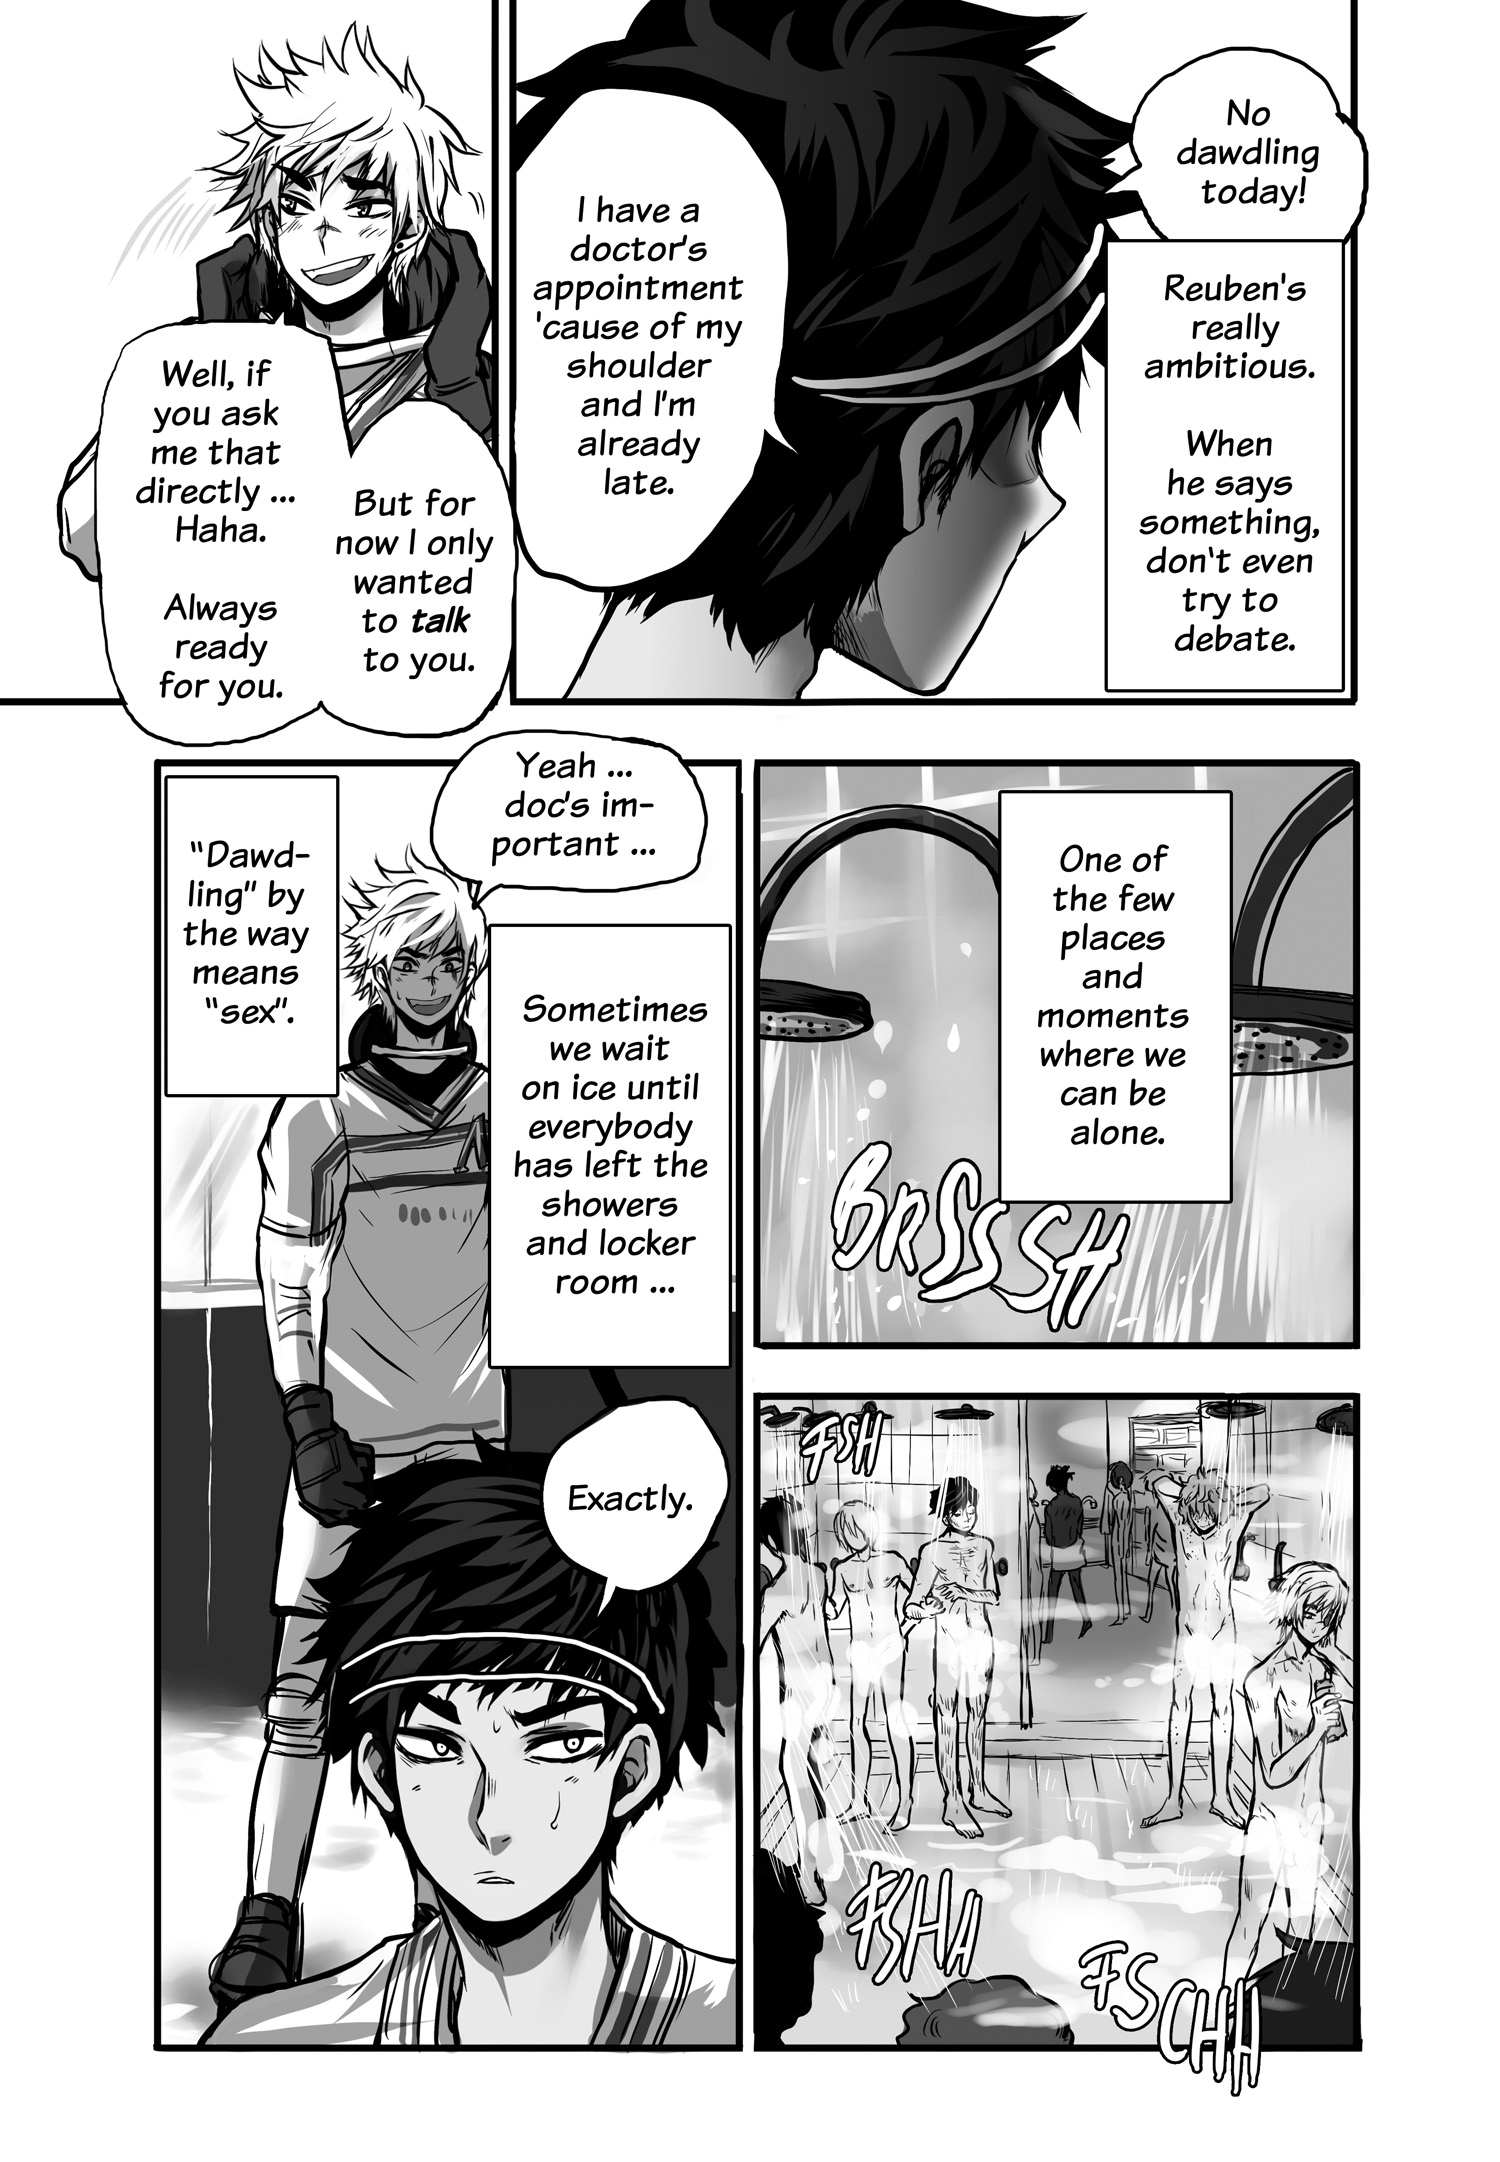 Well, if
you ask
me that
directly ...
Haha.
Always
ready
for you.
But for
now I only
wanted
to talk
to you.
No
dawdling
today!
I have a
doctor's
appointment
'cause of my
shoulder
and I'm
already
late.
Reuben's
really
ambitious.
When
he says
something,
don't even
try to
debate.
Yeah ...
doc's im-
portant ...
"Dawd-
ling" by
the way
means
"sex".
Sometimes
we wait
on ice until
everybody
has left the
showers
and locker
room ...
Exactly.
One of
the few
places
and
moments
where we
can be
alone.
BRSSSSH
FSH
FSHA
FSCHH